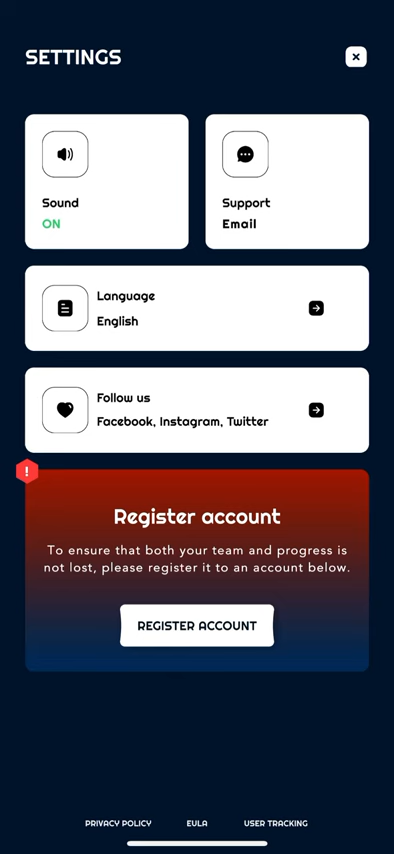 SETTINGS
Sound
ON
Support
Email
Language
English
Follow us
Facebook, Instagram, Twitter
!
Register account
To ensure that both your team and progress is
not lost, please register it to an account below.
REGISTER ACCOUNT
PRIVACY POLICY EULA USER TRACKING